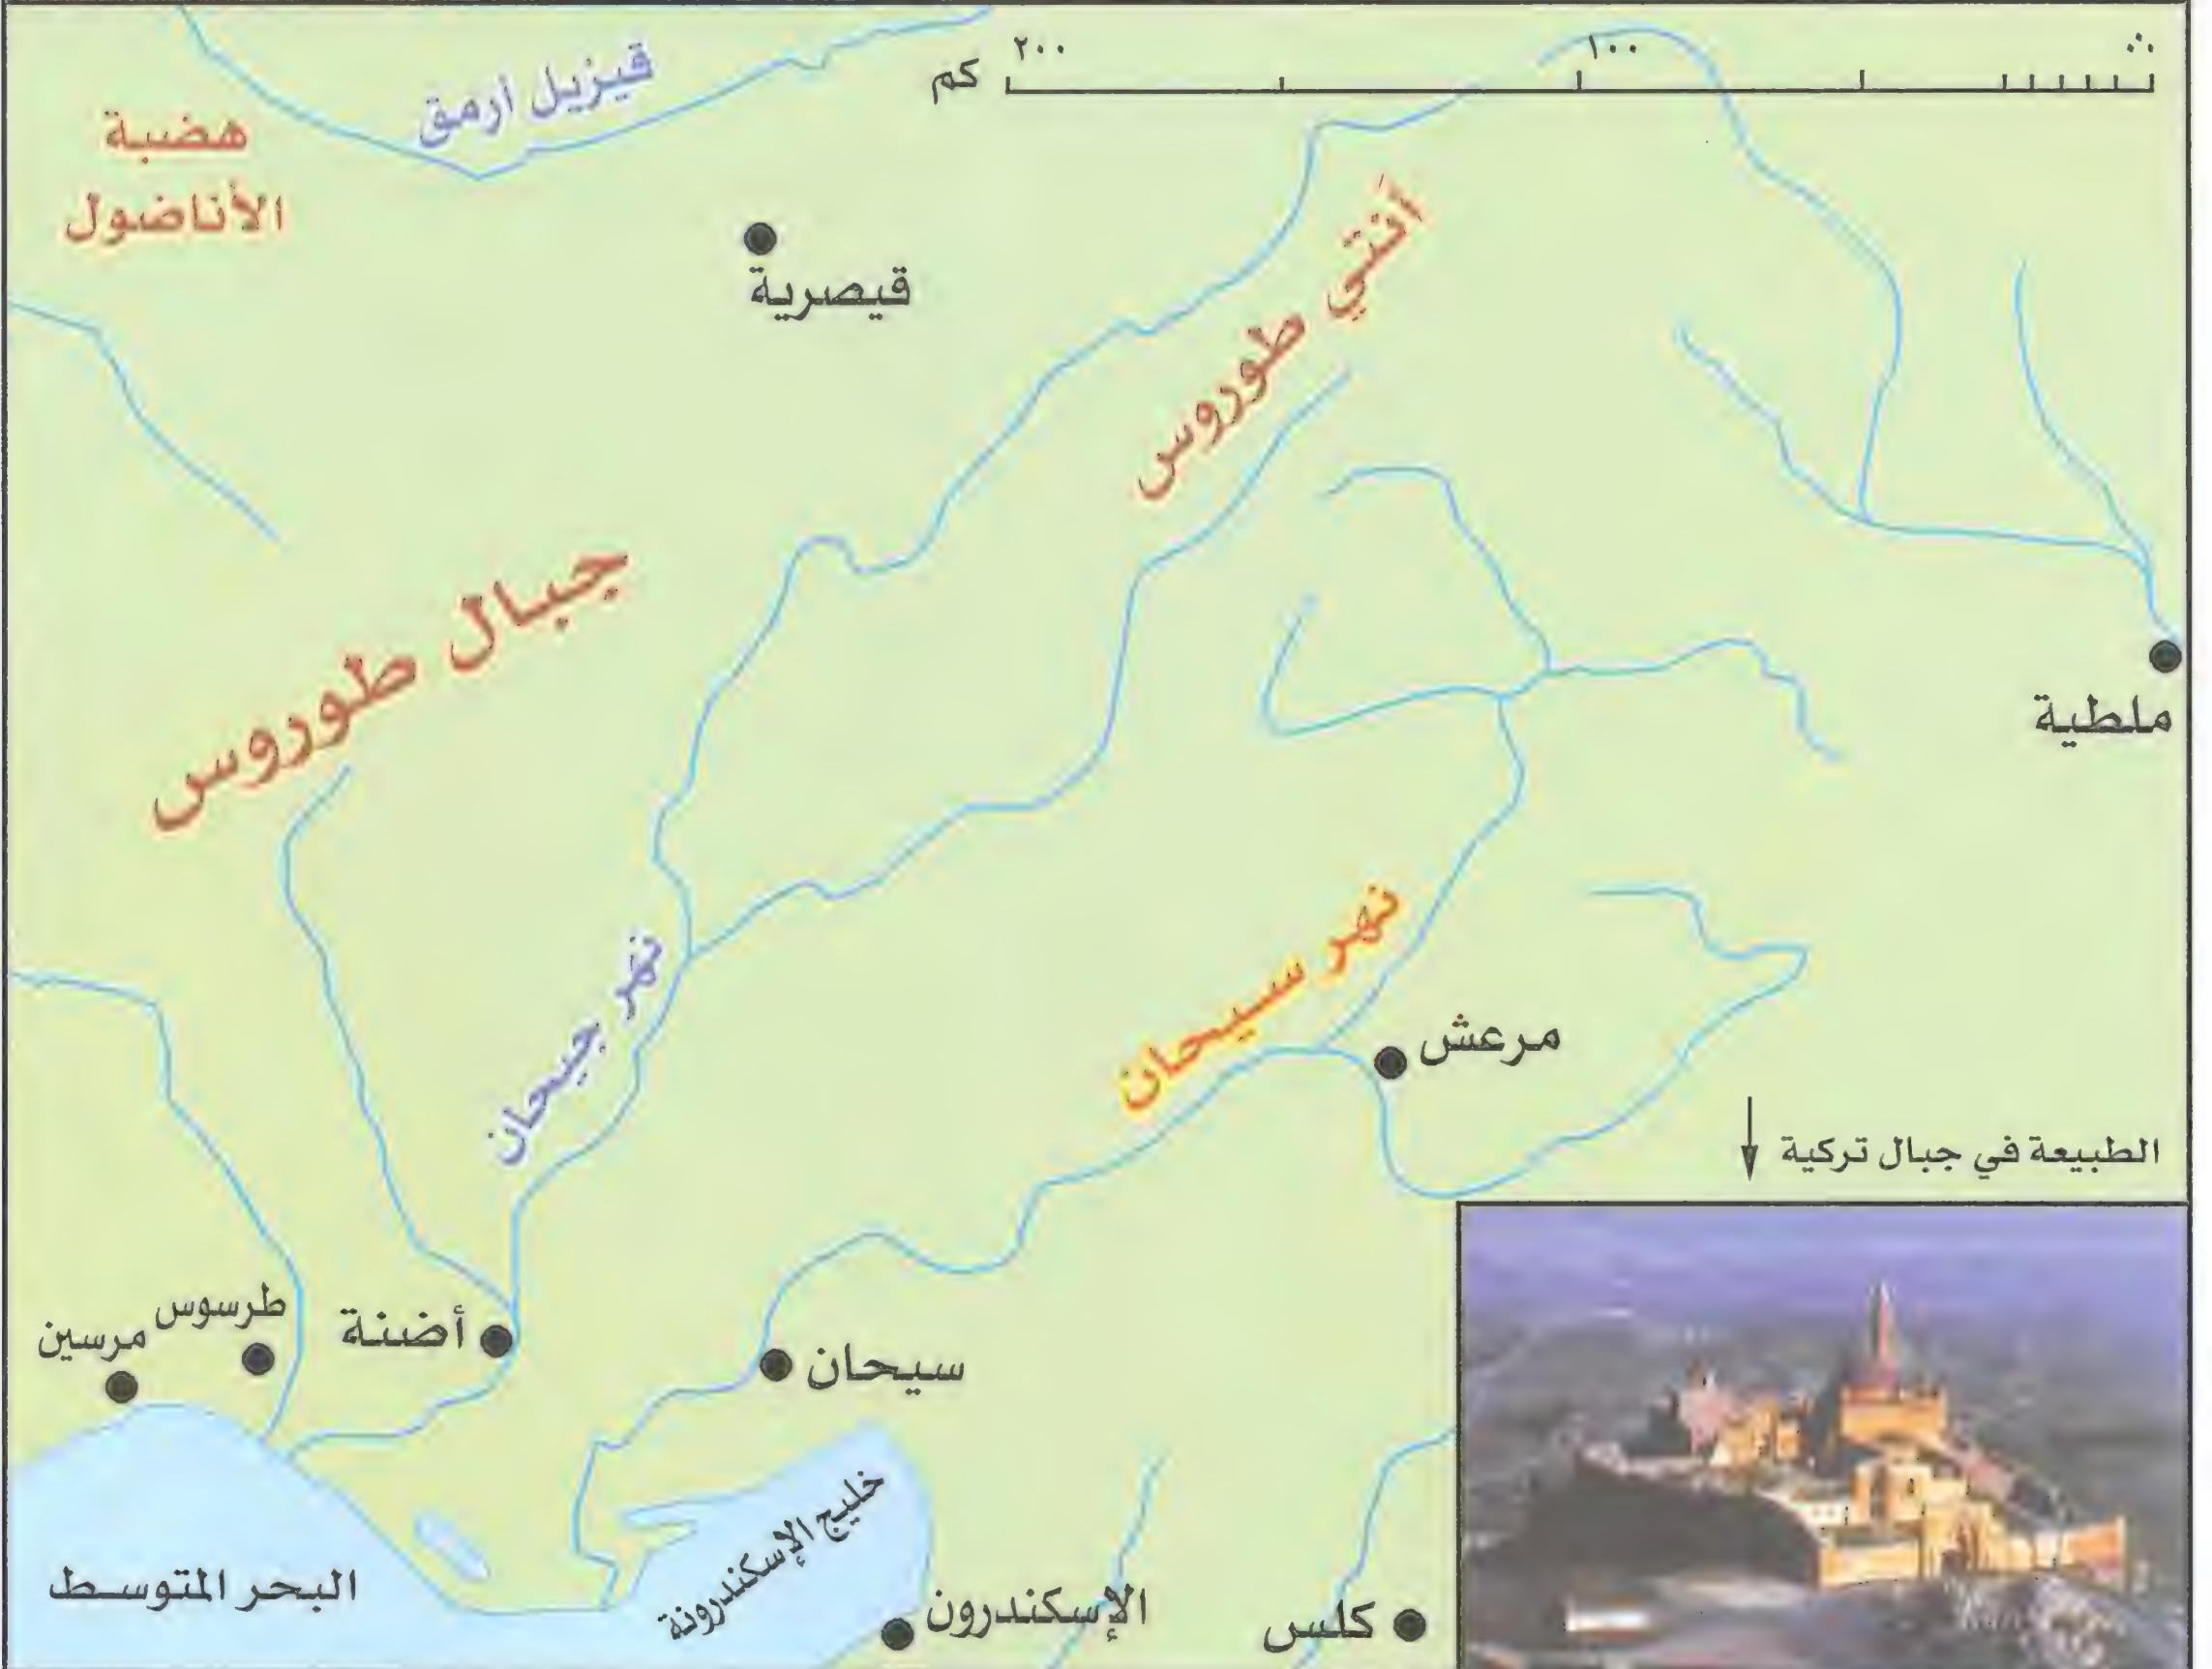 ٢٠٠
١٠٠
٠
كم
قيزيل ارمق
هضبة
الأناضول
قيصرية
أنتي طوروس
جبال طوروس
ملطية
نهر سيحان
نهر جيحان
مرعش
الطبيعة في جبال تركية
طرسوس
مرسين
أضنة
سيحان
خليج الإسكندرونة
البحر المتوسط
الإسكندرون
كلس